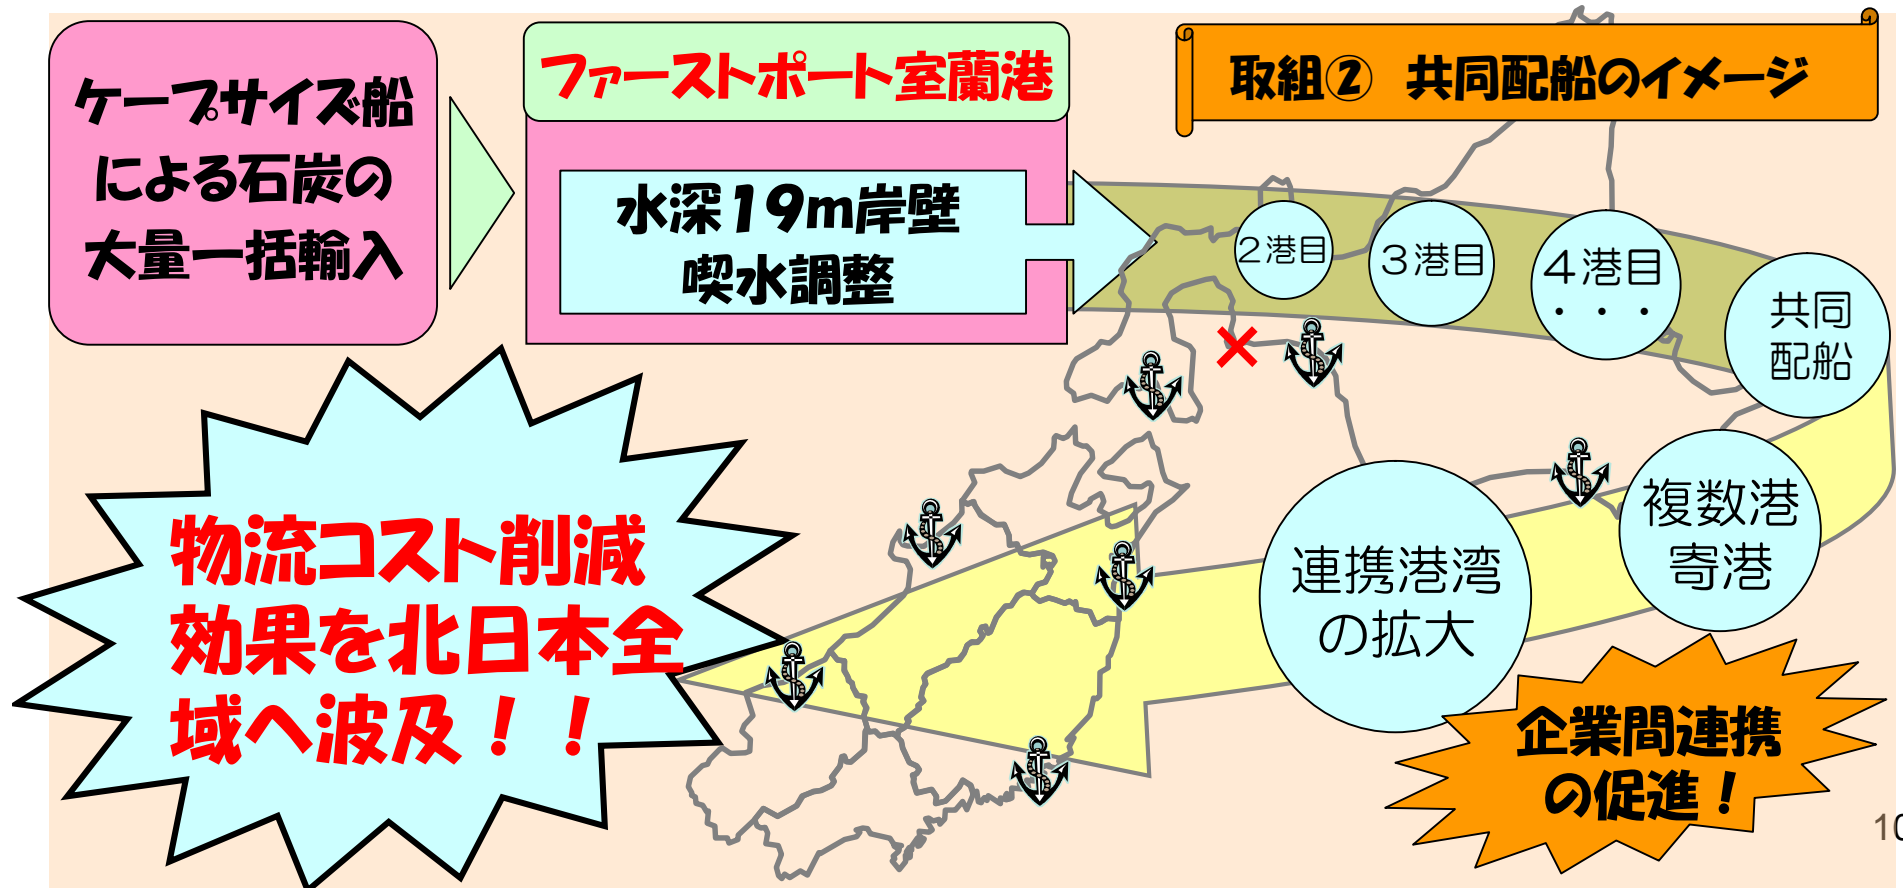 ケープサイズ船
による石炭の
大量一括輸入
ファーストポート室蘭港
水深19m岸壁
喫水調整
取組② 共同配船のイメージ
２港目
３港目
４港目
・・・
共同
配船
複数港
寄港
連携港湾
の拡大
企業間連携
の促進！
物流コスト削減
効果を北日本全
域へ波及！！
10